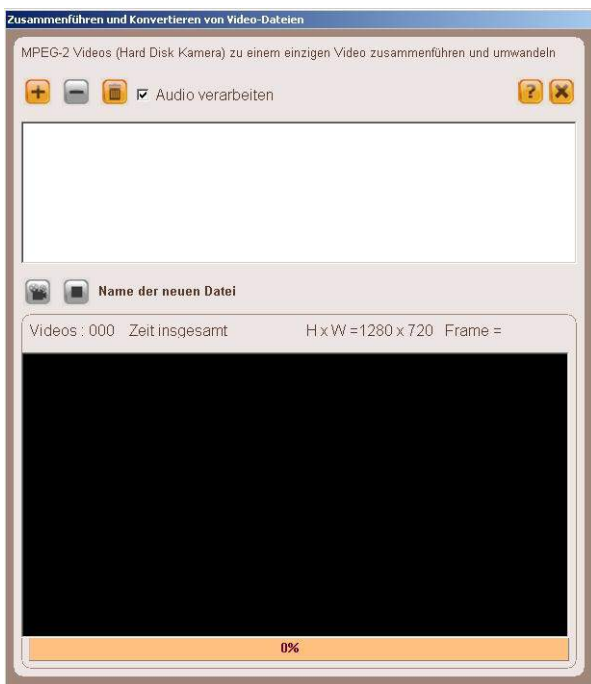 Zusammenführen und Konvertieren von Video-Dateien
MPEG-2 Videos (Hard Disk Kamera) zu einem einzigen Video zusammenführen und umwandeln
Audio verarbeiten
Name der neuen Datei
Videos : 000 Zeit insgesamt H x W =1280 x 720 Frame =
0%